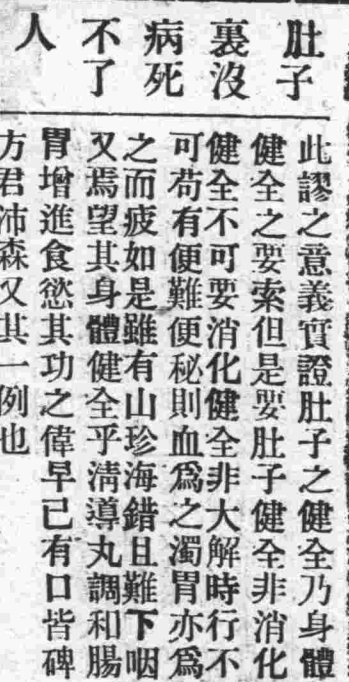 肚子
裏沒
病死
不了
人
此謬之意義實證肚子之健全乃身體
健全之要索但是要肚子健全非消化
健全不可要消化健全非大解時行不
可苟有便難便秘則血爲之濁胃亦爲
之而疲如是雖有山珍海錯且難下咽
又焉望其身體健全乎淸導丸調和腸
胃增進食慾其功之偉早已有口皆碑
方君沛森又其一例也